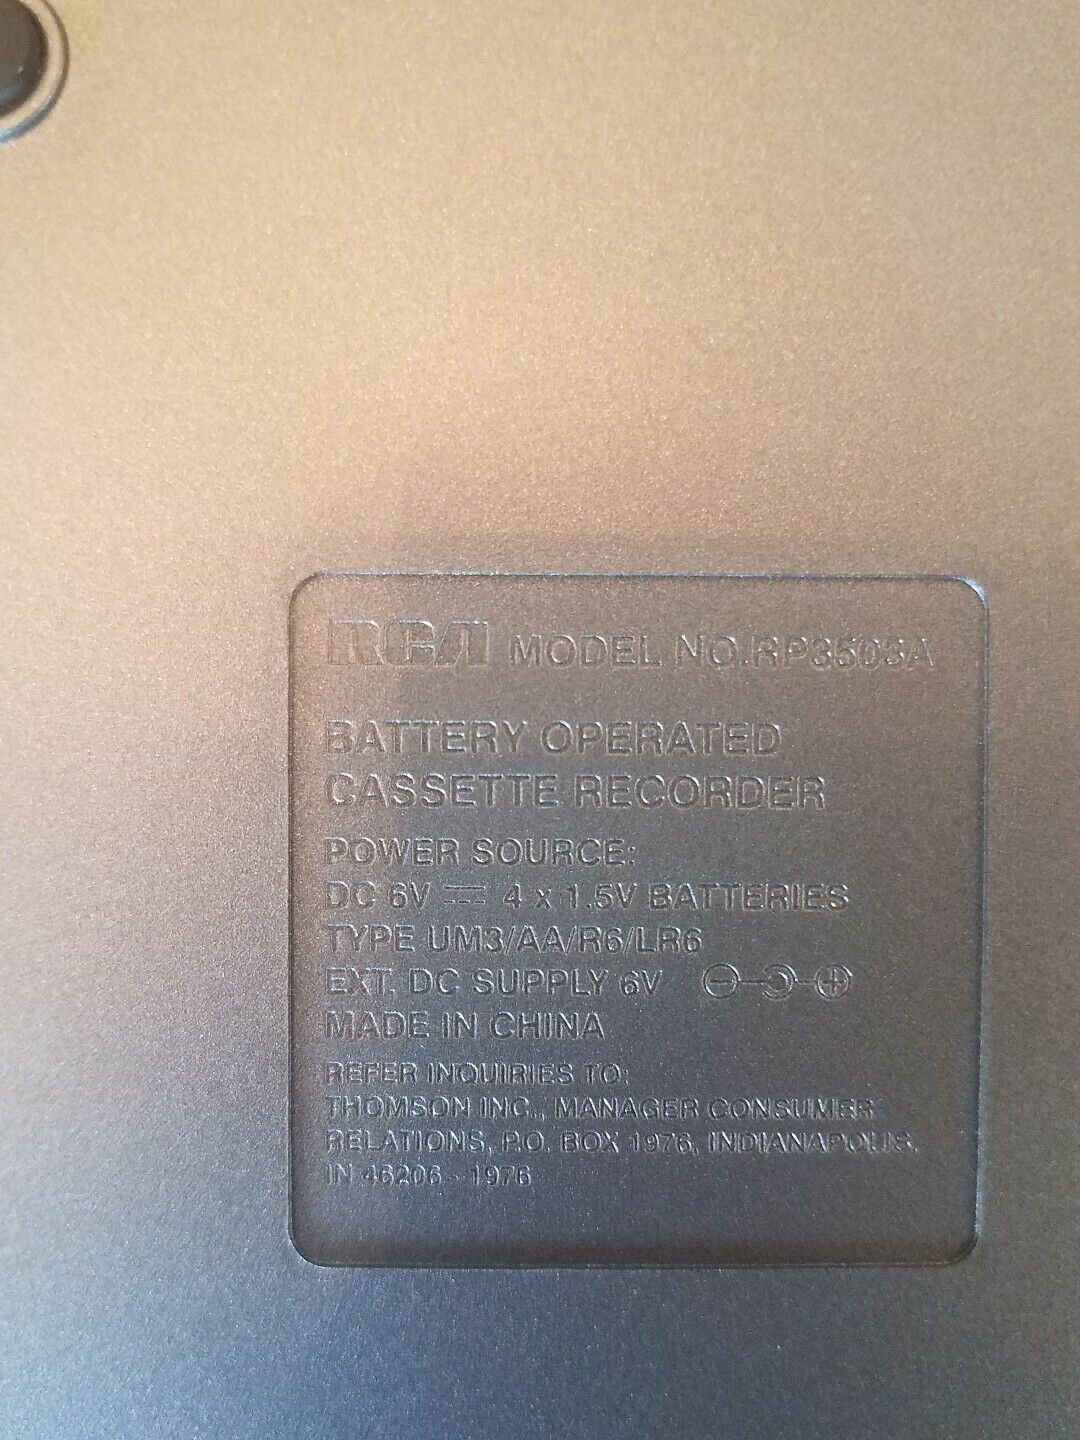 RCA MODEL NO.RP3503A
BATTERY OPERATED
CASSETTE RECORDER
POWER SOURCE:
DC 6V ⎓ 4 x 1.5V BATTERIES
TYPE UM3/AA/R6/LR6
EXT. DC SUPPLY 6V
MADE IN CHINA
REFER INQUIRIES TO:
THOMSON INC., MANAGER CONSUMER
RELATIONS, P.O. BOX 1976, INDIANAPOLIS,
IN 46206 - 1976